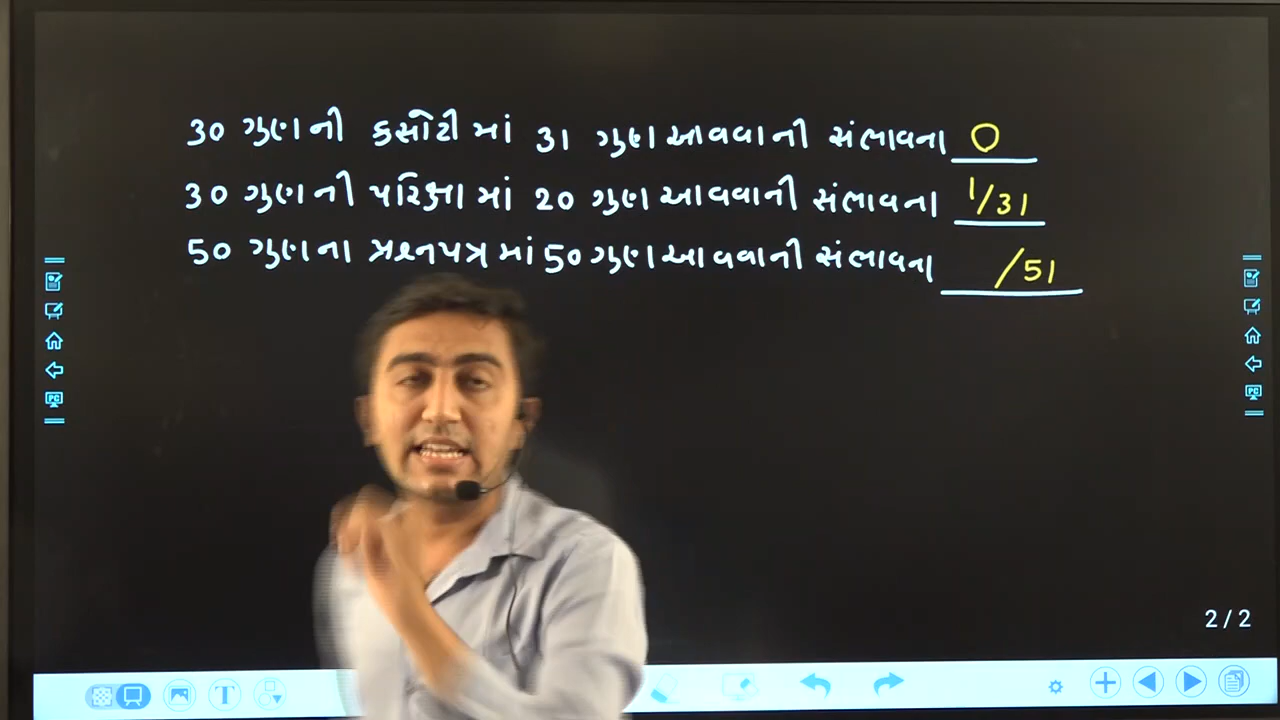 30 ગુણની કસોટીમાં 31 ગુણ આવવાની સંભાવના 0
30 ગુણની પરિક્ષામાં 20 ગુણ આવવાની સંભાવના 1/31
50 ગુણના પ્રશ્નપત્રમાં 50 ગુણ આવવાની સંભાવના /51
2/2